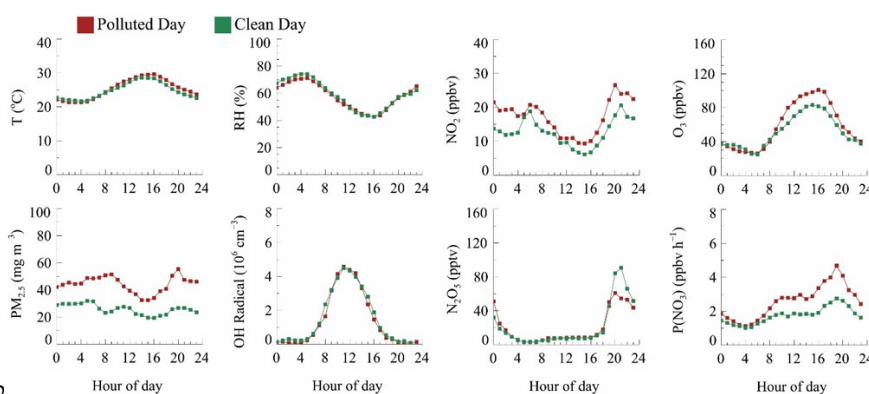 Polluted Day Clean Day
T (°C)
40
30
20
10
0
0 4 8 12 16 20 24
RH (%)
100
80
60
40
20
0
0 4 8 12 16 20 24
NO2 (ppbv)
40
30
20
10
0
0 4 8 12 16 20 24
O3 (ppbv)
160
120
80
40
0
0 4 8 12 16 20 24
PM2.5 (mg m-3)
100
80
60
40
20
0
0 4 8 12 16 20 24
Hour of day
OH Radical (10^6 cm-3)
8
6
4
2
0
0 4 8 12 16 20 24
Hour of day
N2O5 (pptv)
160
120
80
40
0
0 4 8 12 16 20 24
Hour of day
P(NO3) (ppbv h-1)
8
6
4
2
0
0 4 8 13 16 20 24
Hour of day